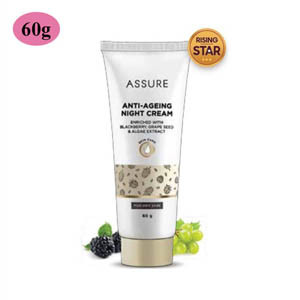 60g
RISING
STAR
ASSURE
ANTI-AGEING
NIGHT CREAM
ENRICHED WITH
BLACKBERRY, GRAPE SEED
& ALGAE EXTRACT
60 g